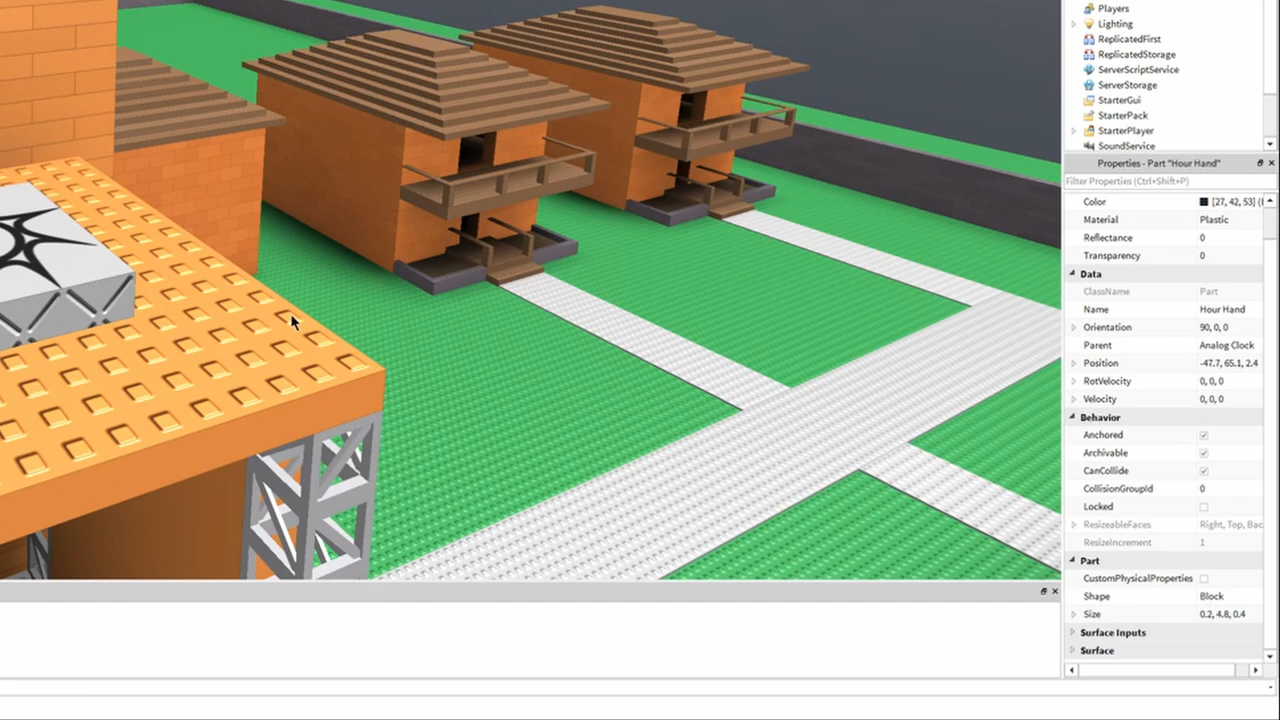 Players
Lighting
ReplicatedFirst
ReplicatedStorage
ServerScriptService
ServerStorage
StarterGui
StarterPack
StarterPlayer
SoundService
Properties - Part "Hour Hand"
Filter Properties (Ctrl+Shift+P)
Color [27, 42, 53] (
Material Plastic
Reflectance 0
Transparency 0
Data
ClassName Part
Name Hour Hand
Orientation 90, 0, 0
Parent Analog Clock
Position -47.7, 65.1, 2.4
RotVelocity 0, 0, 0
Velocity 0, 0, 0
Behavior
Anchored
Archivable
CanCollide
CollisionGroupId 0
Locked
ResizeableFaces Right, Top, Bac
ResizeIncrement 1
Part
CustomPhysicalProperties
Shape Block
Size 0.2, 4.8, 0.4
Surface Inputs
Surface